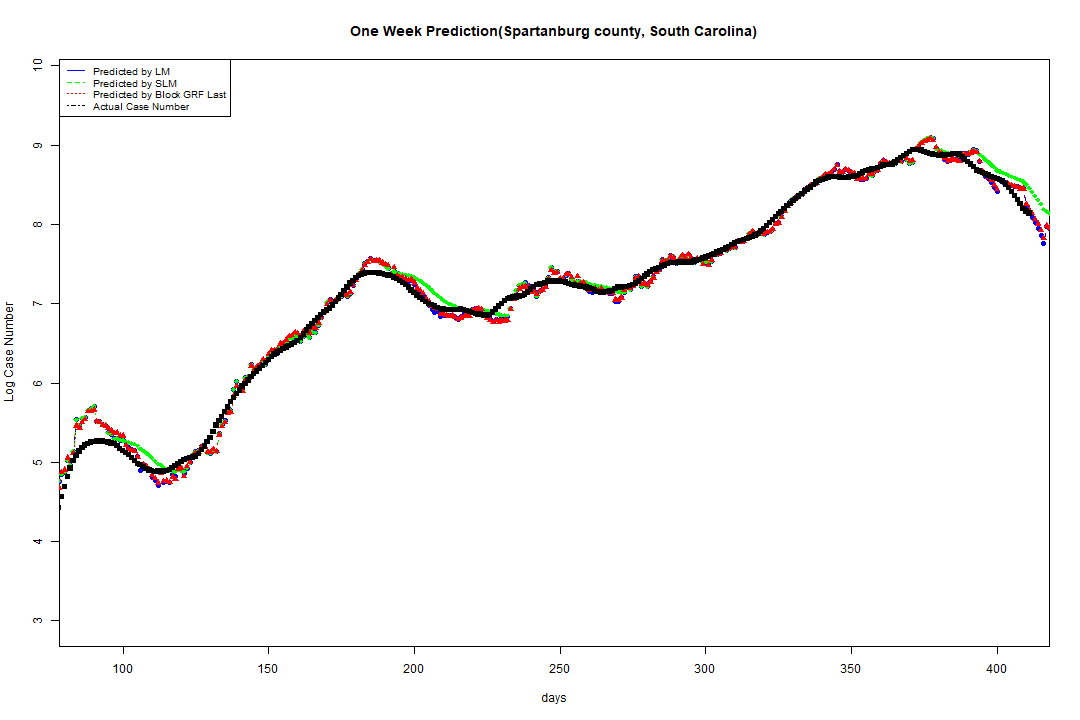 One Week Prediction(Spartanburg county, South Carolina)
Predicted by LM
Predicted by SLM
Predicted by Block GRF Last
Actual Case Number
Log Case Number
10
9
8
7
6
5
4
3
100 150 200 250 300 350 400
days